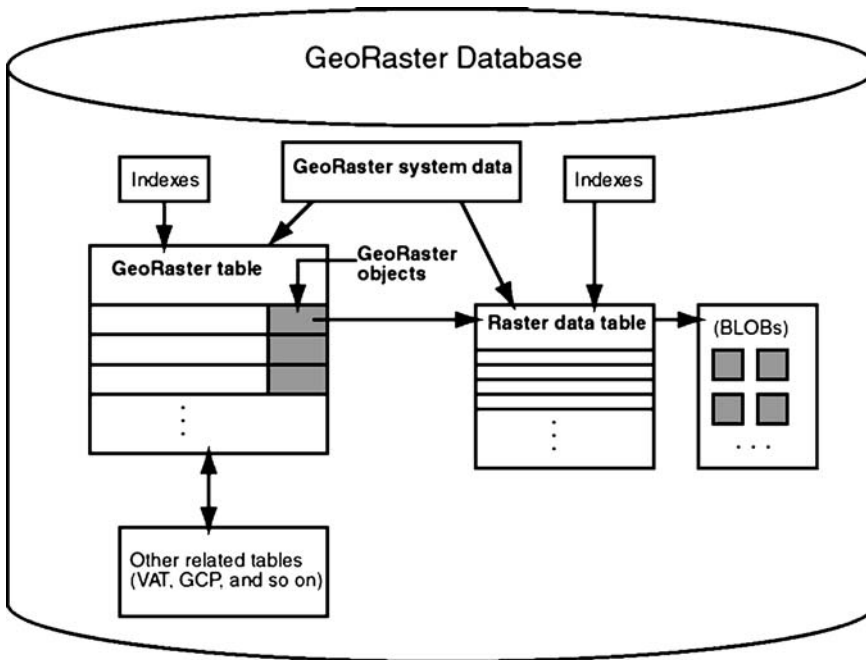 GeoRaster Database
Indexes
GeoRaster system data
Indexes
GeoRaster table
GeoRaster
objects
Raster data table
(BLOBs)
Other related tables
(VAT, GCP, and so on)